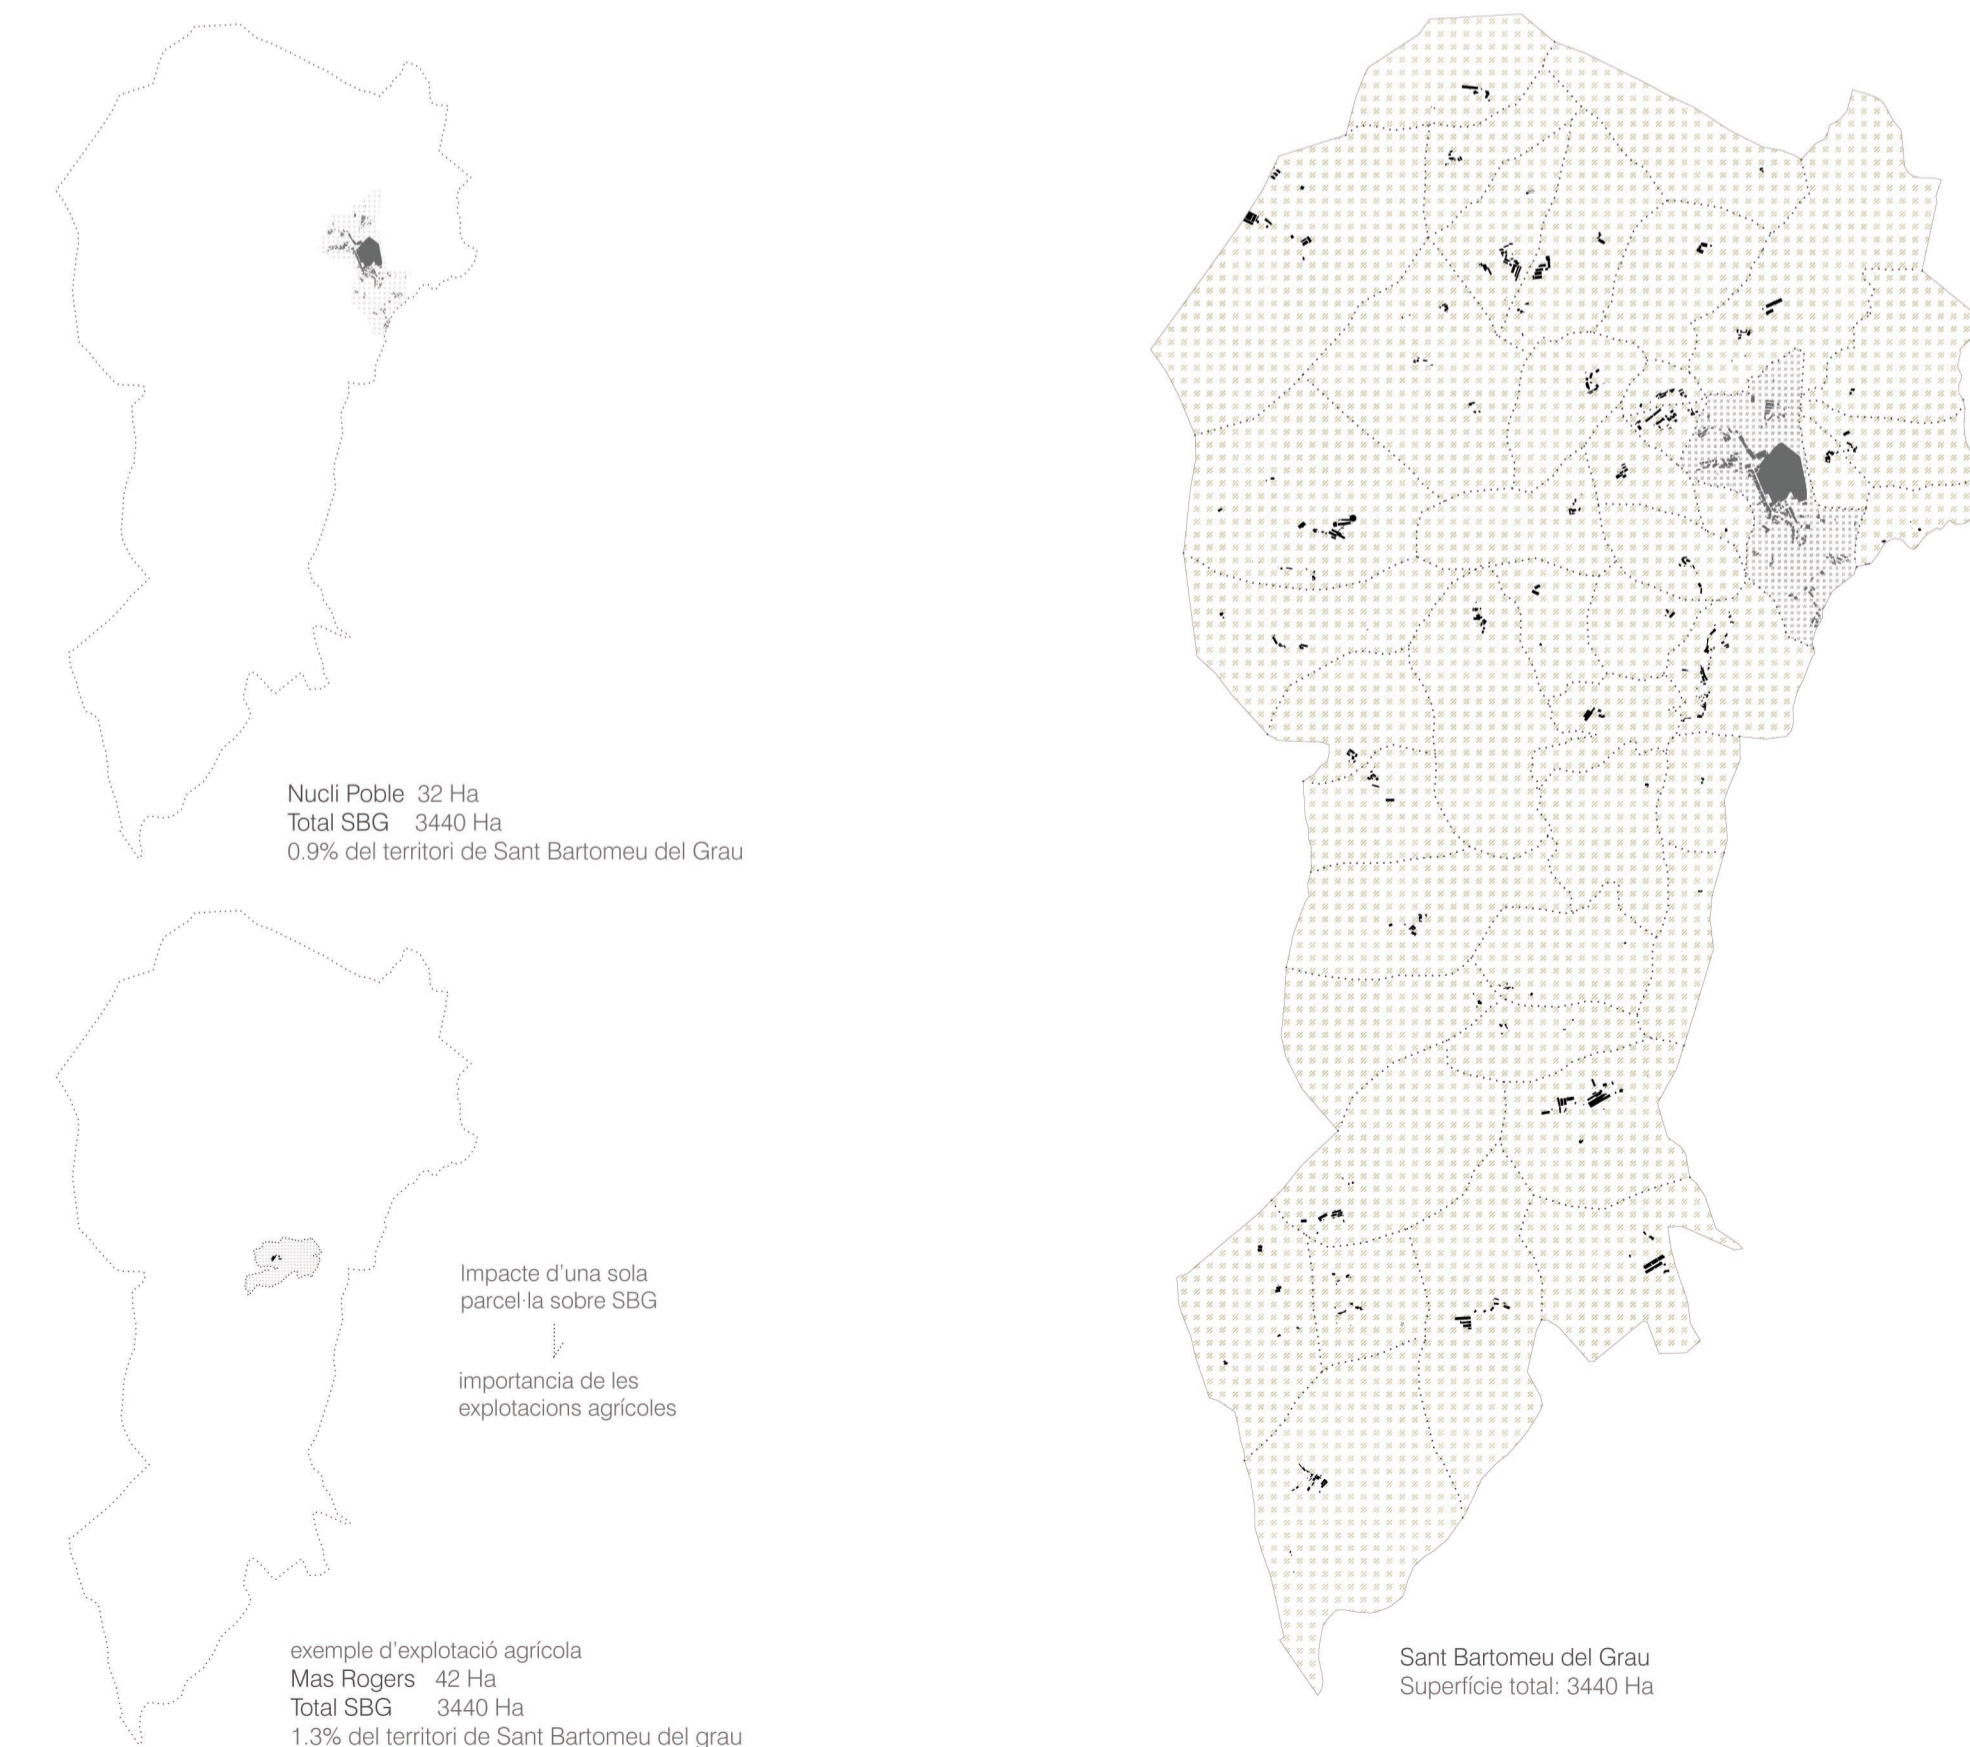 Nucli Poble 32 Ha
Total SBG 3440 Ha
0.9% del territori de Sant Bartomeu del Grau
Impacte d'una sola
parcel·la sobre SBG
importancia de les
explotacions agrícoles
exemple d'explotació agrícola
Mas Rogers 42 Ha
Total SBG 3440 Ha
1.3% del territori de Sant Bartomeu del grau
Sant Bartomeu del Grau
Superfície total: 3440 Ha